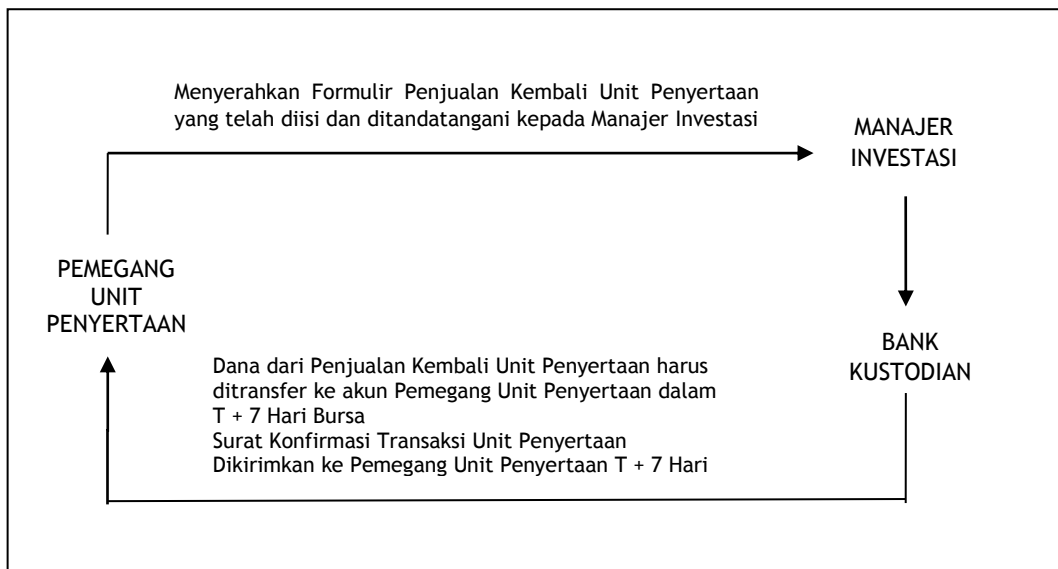 Menyerahkan Formulir Penjualan Kembali Unit Penyertaan
yang telah diisi dan ditandatangani kepada Manajer Investasi
MANAJER
INVESTASI
PEMEGANG
UNIT
PENYERTAAN
BANK
KUSTODIAN
Dana dari Penjualan Kembali Unit Penyertaan harus
ditransfer ke akun Pemegang Unit Penyertaan dalam
T + 7 Hari Bursa
Surat Konfirmasi Transaksi Unit Penyertaan
Dikirimkan ke Pemegang Unit Penyertaan T + 7 Hari